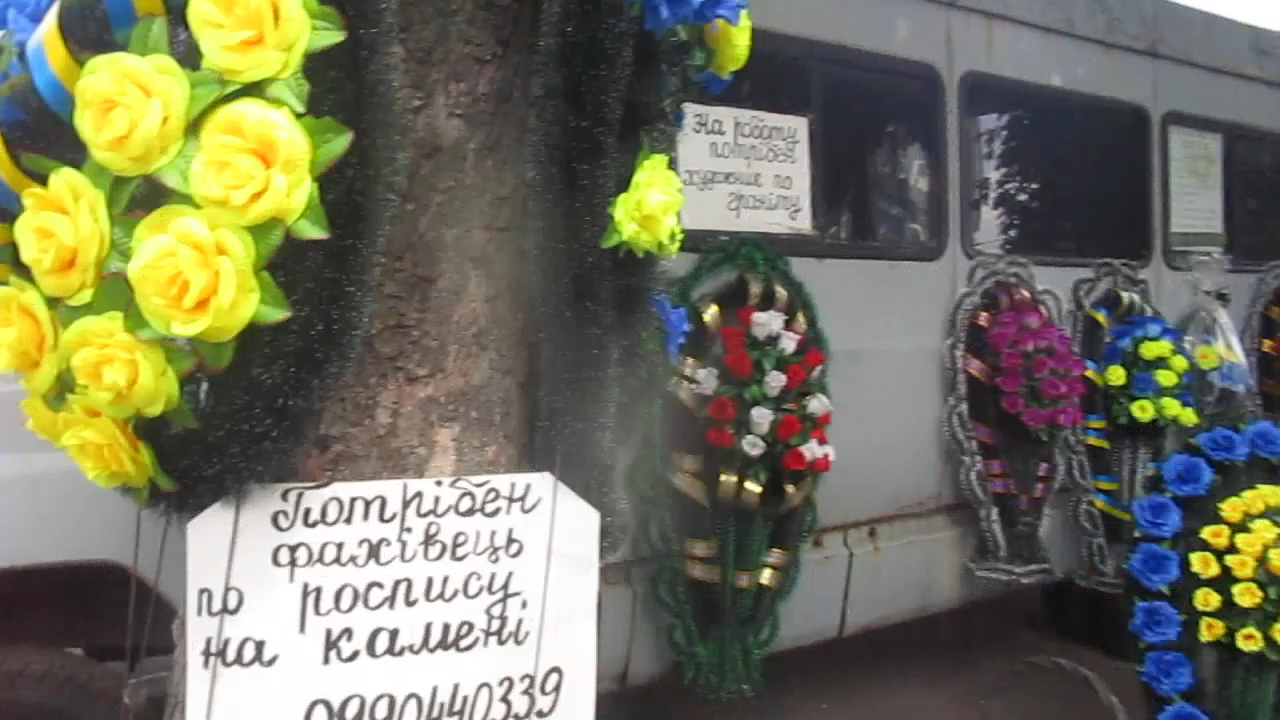 На роботу
потрібен
художник по
граніту
Потрібен
фахівець
по роспису
на камені
0990440339